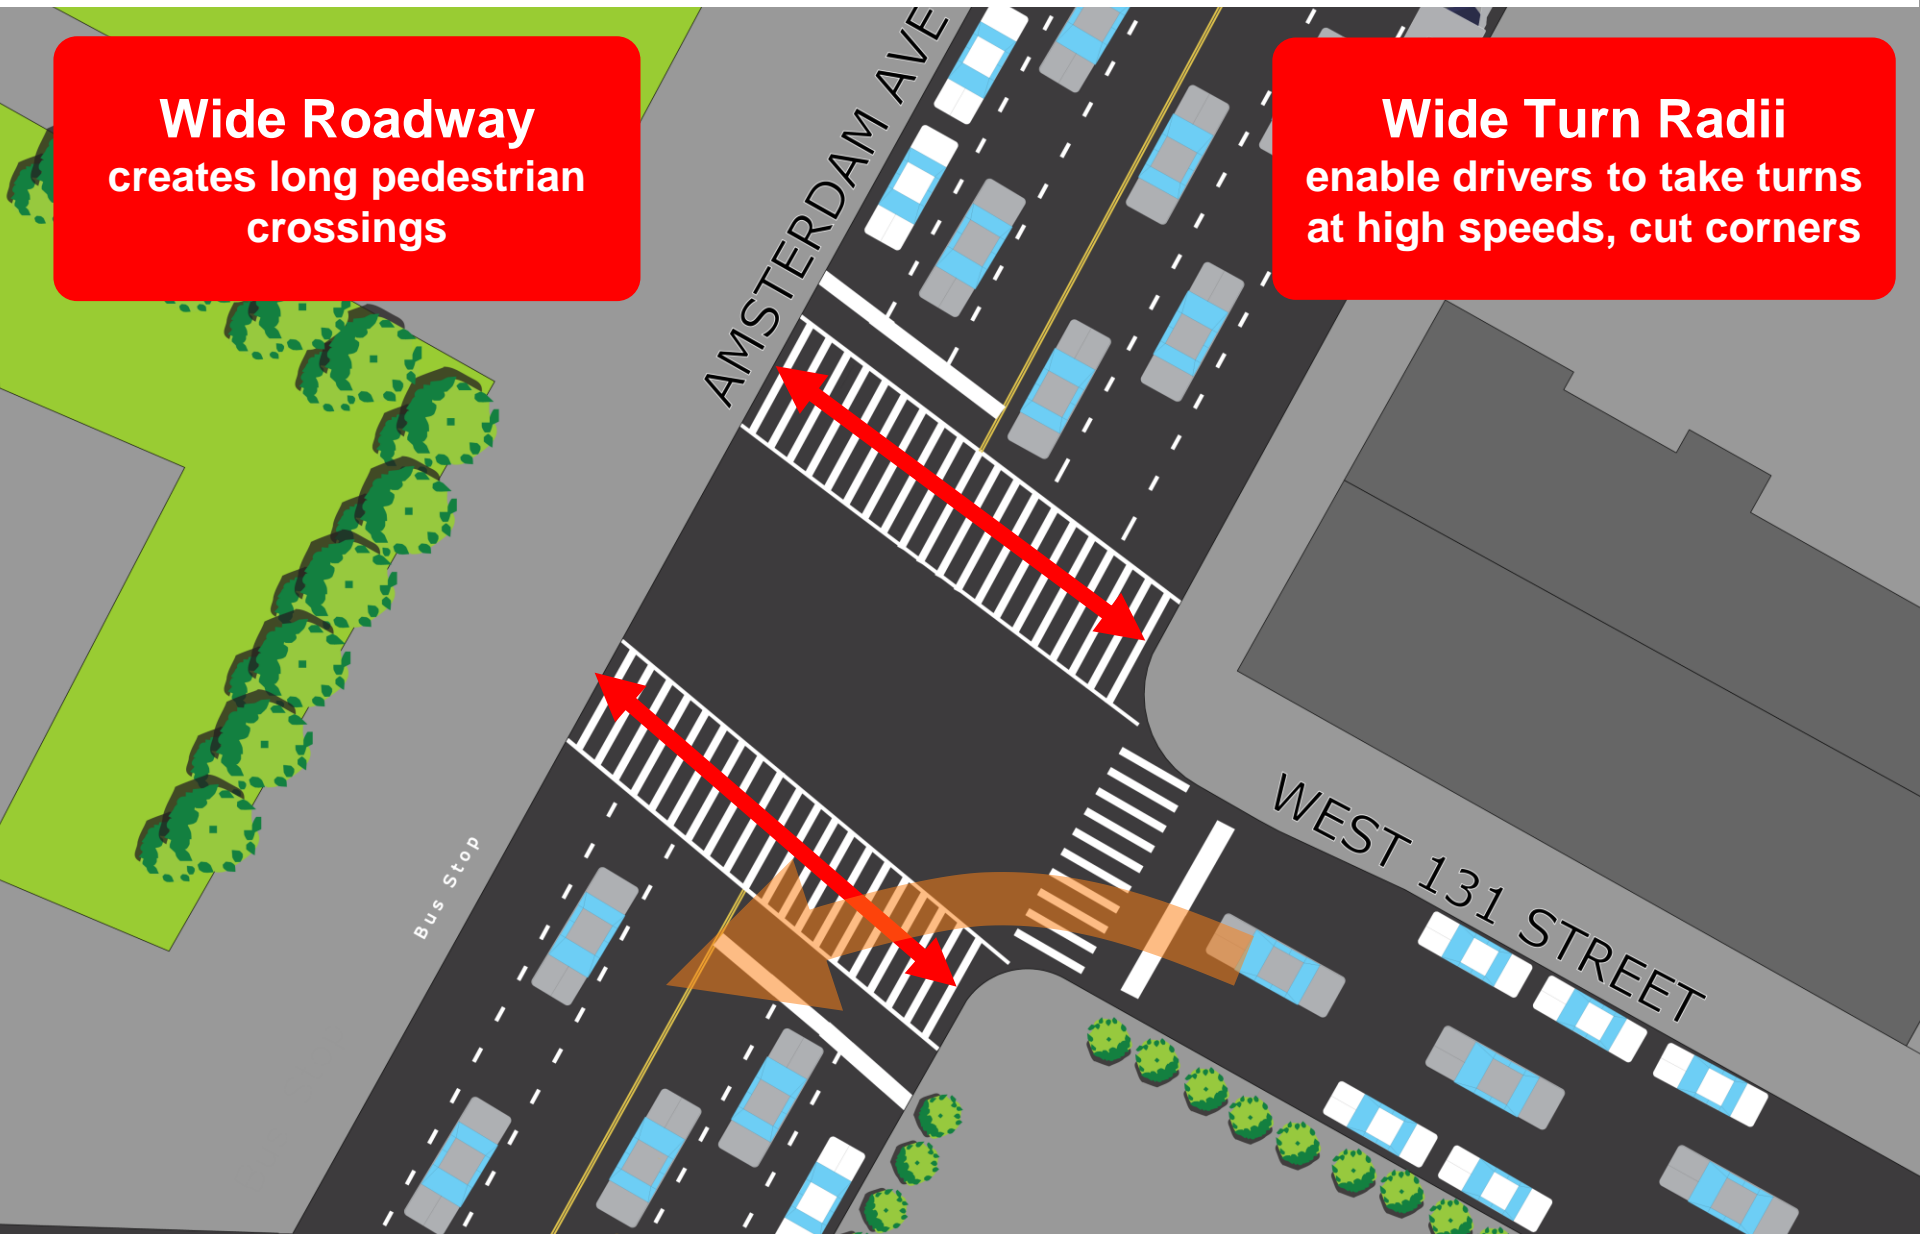 Wide Roadway
creates long pedestrian
crossings
Wide Turn Radii
enable drivers to take turns
at high speeds, cut corners
AMSTERDAM AVE
WEST 131 STREET
Bus Stop